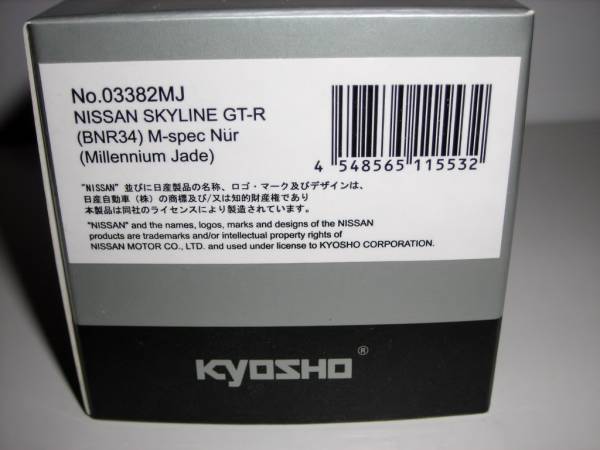 No.03382MJ
NISSAN SKYLINE GT-R
(BNR34) M-spec Nür
(Millennium Jade)
4 548565 115532
"NISSAN" 並びに日産製品の名称、ロゴ・マーク及びデザインは、
日産自動車（株）の商標及び/又は知的財産権であり
本製品は同社のライセンスにより製造されています。
"NISSAN" and the names, logos, marks and designs of the NISSAN
products are trademarks and/or intellectual property rights of
NISSAN MOTOR CO., LTD. and used under license to KYOSHO CORPORATION.
KYOSHO®